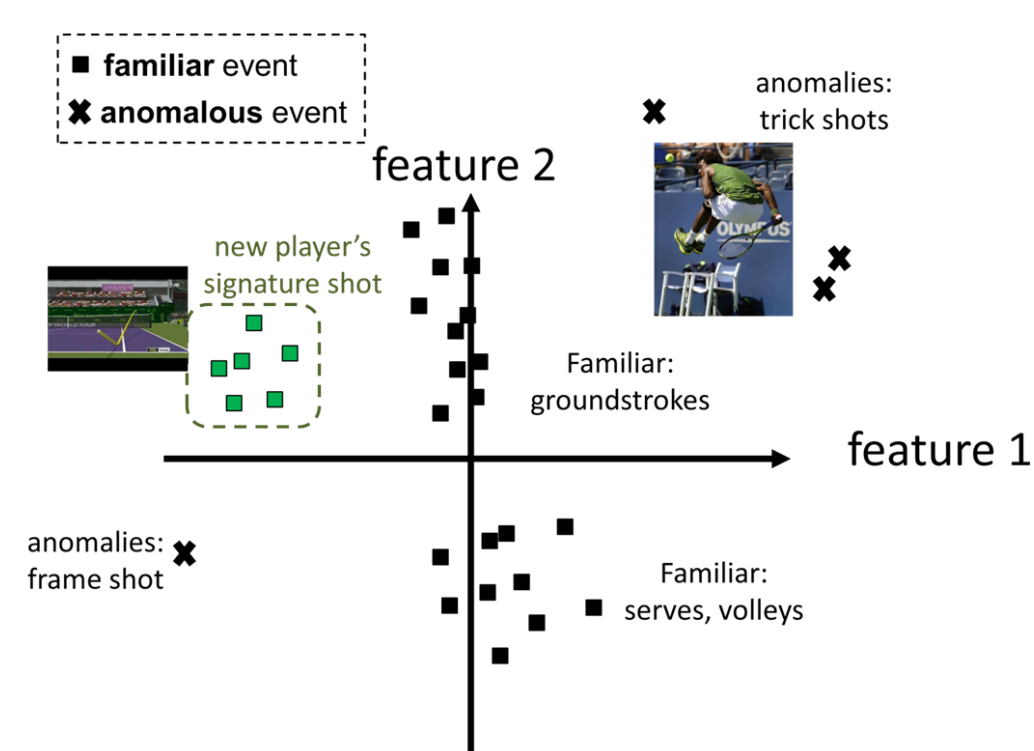 familiar event
anomalous event
anomalies:
trick shots
feature 2
new player's
signature shot
OLYMPUS
Familiar:
groundstrokes
feature 1
anomalies:
frame shot
Familiar:
serves, volleys